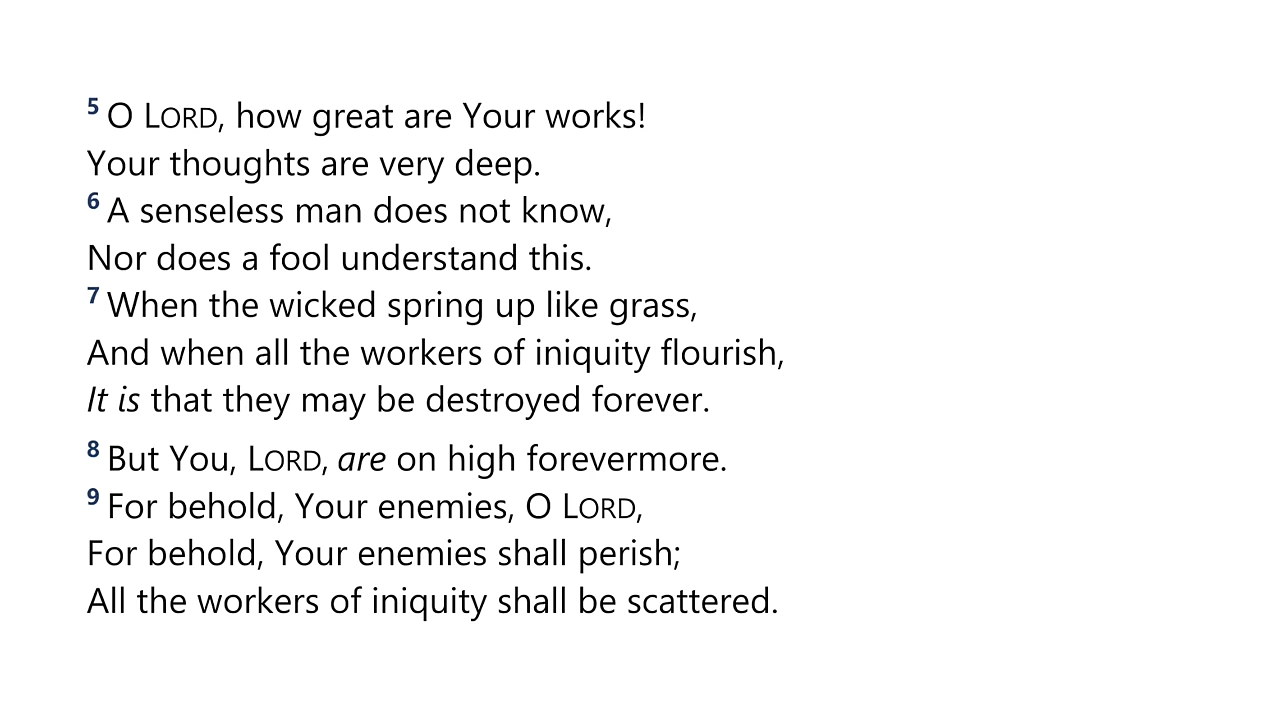 5 O LORD, how great are Your works!
Your thoughts are very deep.
6 A senseless man does not know,
Nor does a fool understand this.
7 When the wicked spring up like grass,
And when all the workers of iniquity flourish,
It is that they may be destroyed forever.
8 But You, LORD, are on high forevermore.
9 For behold, Your enemies, O LORD,
For behold, Your enemies shall perish;
All the workers of iniquity shall be scattered.